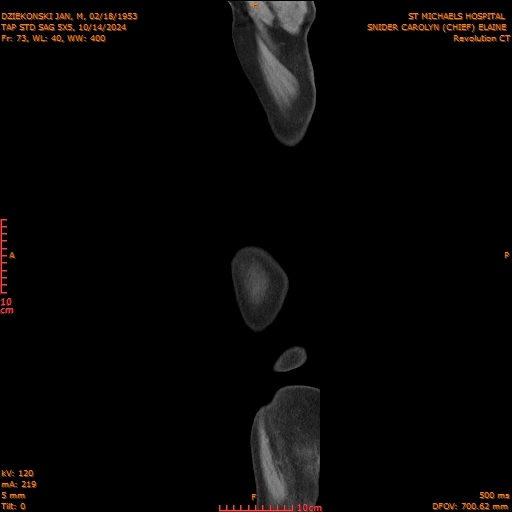 DZIEKONSKI JAN, M, 02/18/1953
TAP STD SAG 5X5, 10/14/2024
Fr: 73, WL: 40, WW: 400
ST MICHAELS HOSPITAL
SNIDER CAROLYN (CHIEF) ELAINE
Revolution CT
A
P
10
cm
kV: 120
mA: 219
5 mm
Tilt: 0
F
10cm
500 ms
DFOV: 700.62 mm